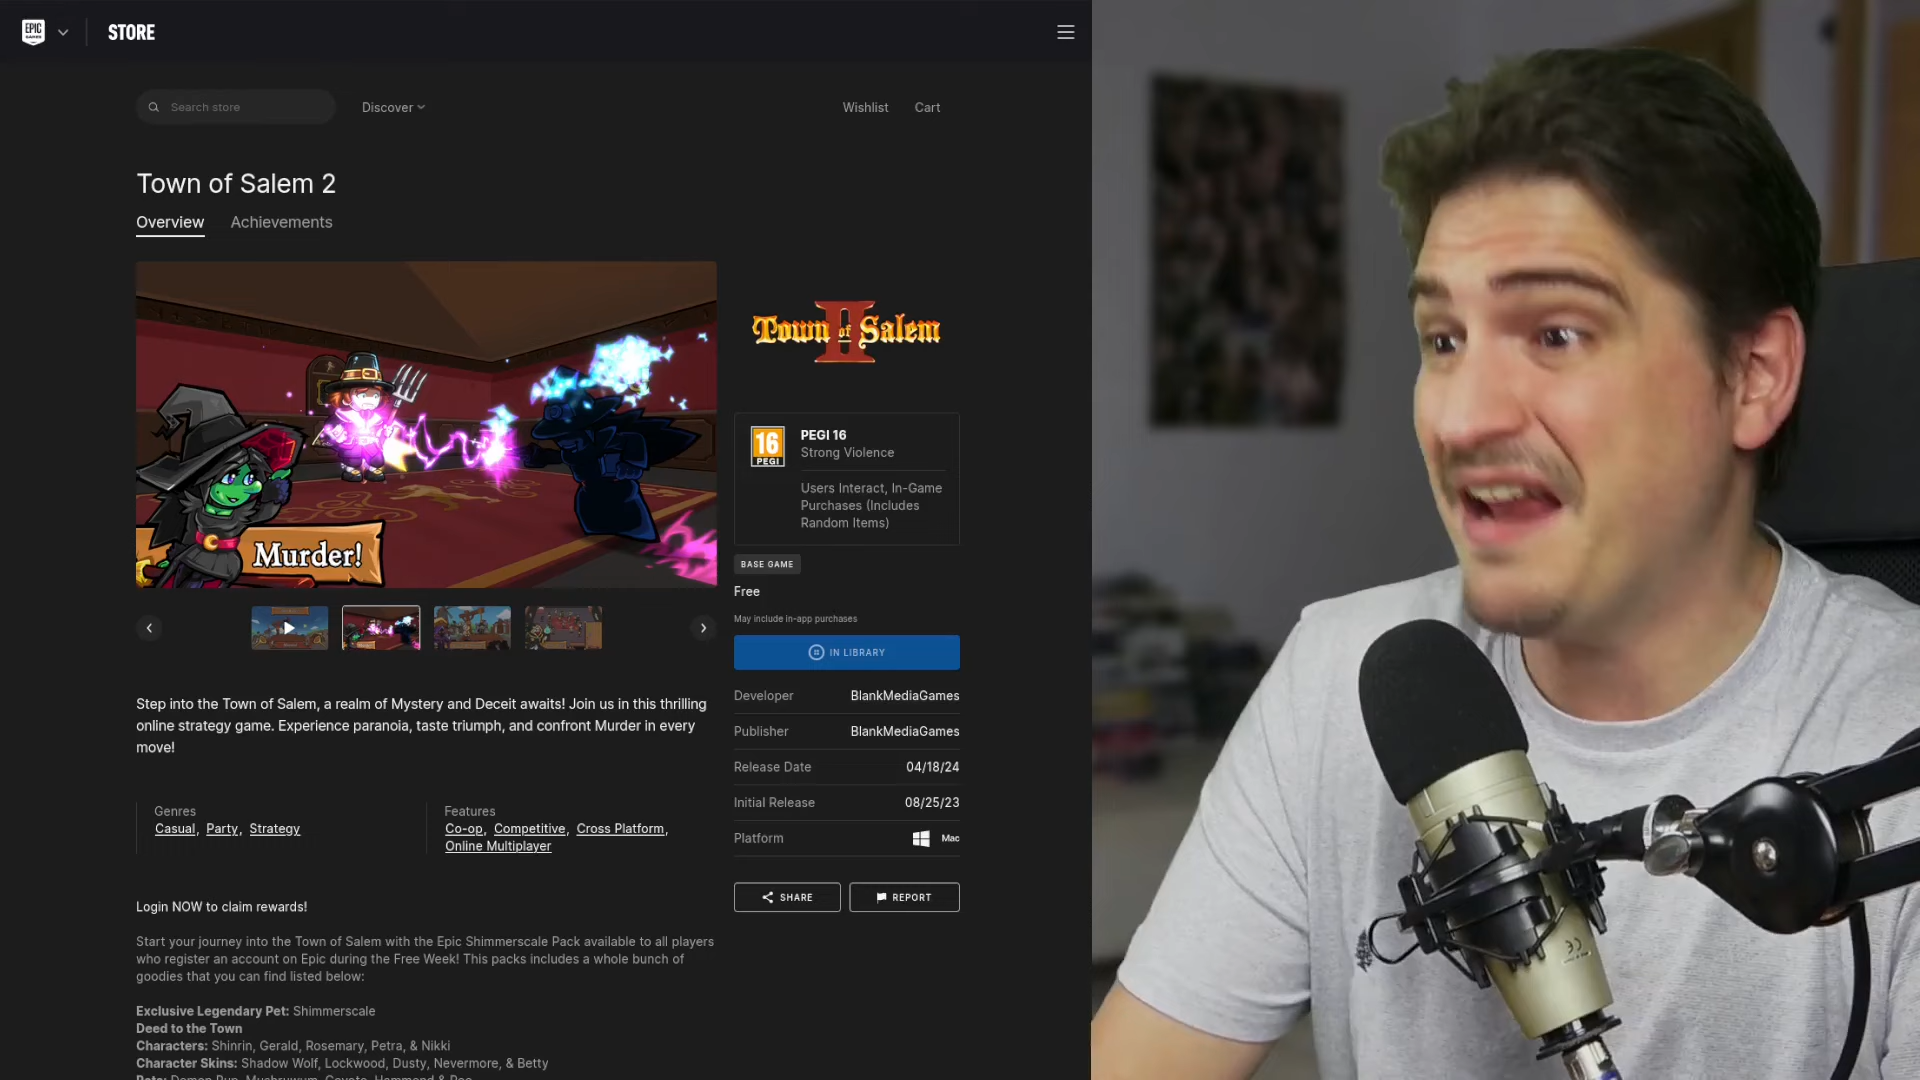 EPIC
GAMES
STORE
Search store
Discover
Wishlist
Cart
Town of Salem 2
Overview
Achievements
Murder!
Town of Salem
II
16
PEGI
PEGI 16
Strong Violence
Users Interact, In-Game
Purchases (Includes
Random Items)
BASE GAME
Free
May include in-app purchases
IN LIBRARY
Developer
BlankMediaGames
Publisher
BlankMediaGames
Release Date
04/18/24
Initial Release
08/25/23
Platform
Mac
SHARE
REPORT
Step into the Town of Salem, a realm of Mystery and Deceit awaits! Join us in this thrilling
online strategy game. Experience paranoia, taste triumph, and confront Murder in every
move!
Genres
Casual, Party, Strategy
Features
Co-op, Competitive, Cross Platform,
Online Multiplayer
Login NOW to claim rewards!
Start your journey into the Town of Salem with the Epic Shimmerscale Pack available to all players
who register an account on Epic during the Free Week! This packs includes a whole bunch of
goodies that you can find listed below:
Exclusive Legendary Pet: Shimmerscale
Deed to the Town
Characters: Shinrin, Gerald, Rosemary, Petra, & Nikki
Character Skins: Shadow Wolf, Lockwood, Dusty, Nevermore, & Betty